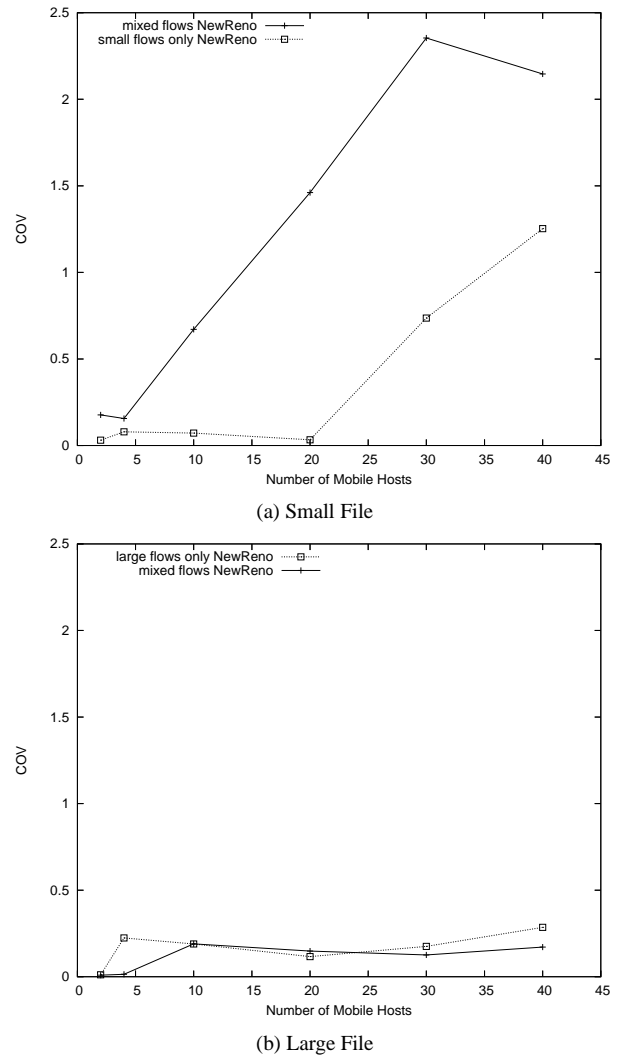 2.5
mixed flows NewReno
small flows only NewReno
2
1.5
COV
1
0.5
0
0 5 10 15 20 25 30 35 40 45
Number of Mobile Hosts
(a) Small File
2.5
large flows only NewReno
mixed flows NewReno
2
1.5
COV
1
0.5
0
0 5 10 15 20 25 30 35 40 45
Number of Mobile Hosts
(b) Large File